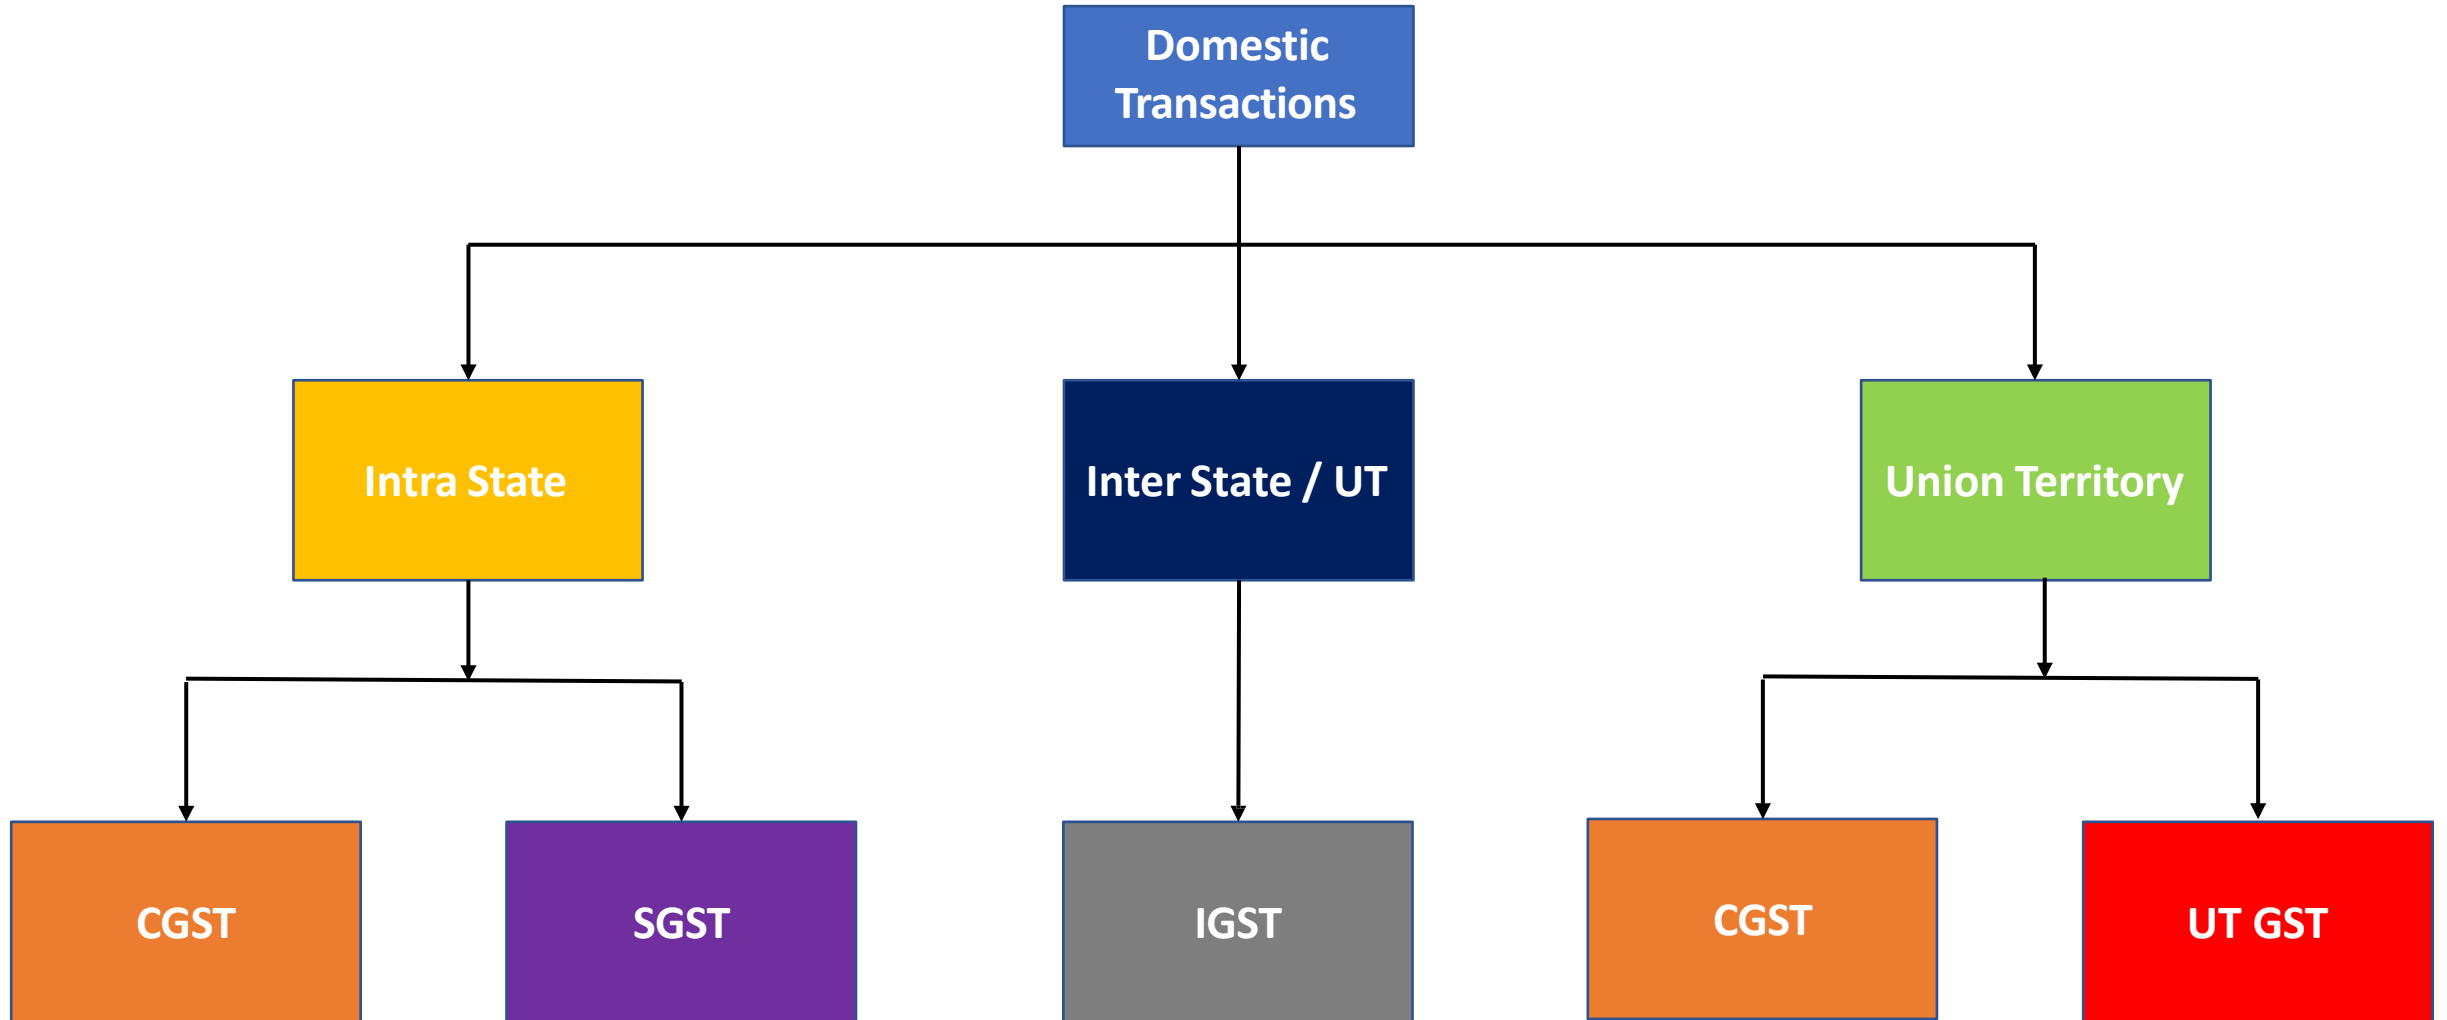 Domestic
Transactions
Intra State
Inter State / UT
Union Territory
CGST
SGST
IGST
CGST
UT GST